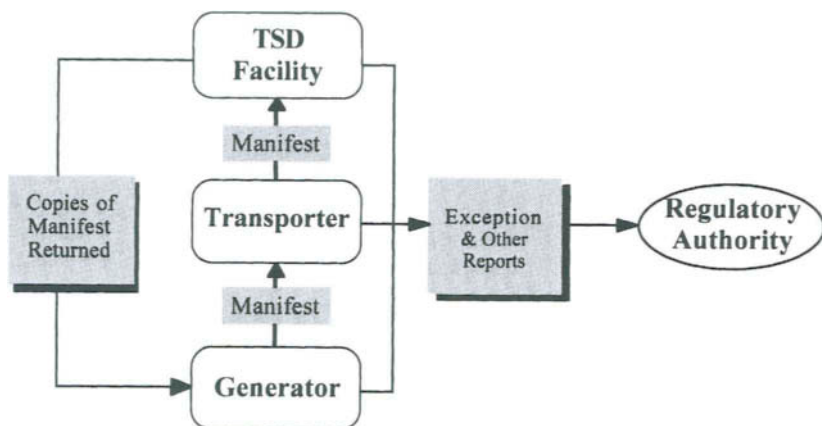 TSD
Facility
Manifest
Copies of
Manifest
Returned
Transporter
Exception
& Other
Reports
Regulatory
Authority
Manifest
Generator